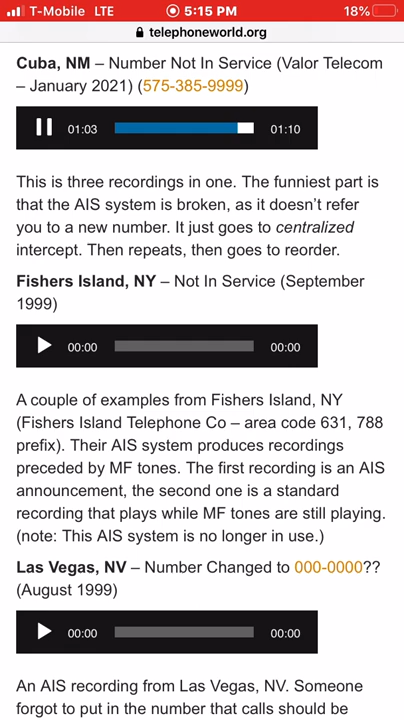 T-Mobile LTE 5:15 PM 18%
telephoneworld.org
Cuba, NM – Number Not In Service (Valor Telecom
– January 2021) (575-385-9999)
01:03 01:10
This is three recordings in one. The funniest part is
that the AIS system is broken, as it doesn’t refer
you to a new number. It just goes to centralized
intercept. Then repeats, then goes to reorder.
Fishers Island, NY – Not In Service (September
1999)
00:00 00:00
A couple of examples from Fishers Island, NY
(Fishers Island Telephone Co – area code 631, 788
prefix). Their AIS system produces recordings
preceded by MF tones. The first recording is an AIS
announcement, the second one is a standard
recording that plays while MF tones are still playing.
(note: This AIS system is no longer in use.)
Las Vegas, NV – Number Changed to 000-0000??
(August 1999)
00:00 00:00
An AIS recording from Las Vegas, NV. Someone
forgot to put in the number that calls should be